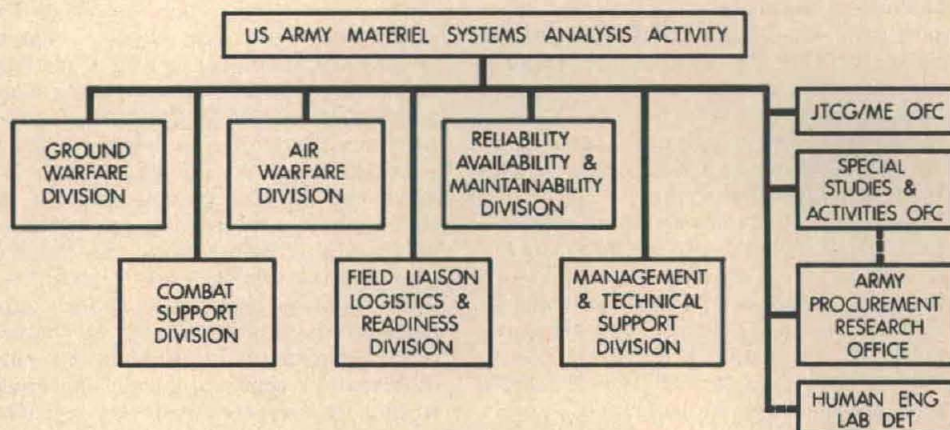 US ARMY MATERIEL SYSTEMS ANALYSIS ACTIVITY
GROUND
WARFARE
DIVISION
AIR
WARFARE
DIVISION
RELIABILITY
AVAILABILITY &
MAINTAINABILITY
DIVISION
JTCG/ME OFC
SPECIAL
STUDIES &
ACTIVITIES OFC
COMBAT
SUPPORT
DIVISION
FIELD LIAISON
LOGISTICS &
READINESS
DIVISION
MANAGEMENT
& TECHNICAL
SUPPORT
DIVISION
ARMY
PROCUREMENT
RESEARCH
OFFICE
HUMAN ENG
LAB DET